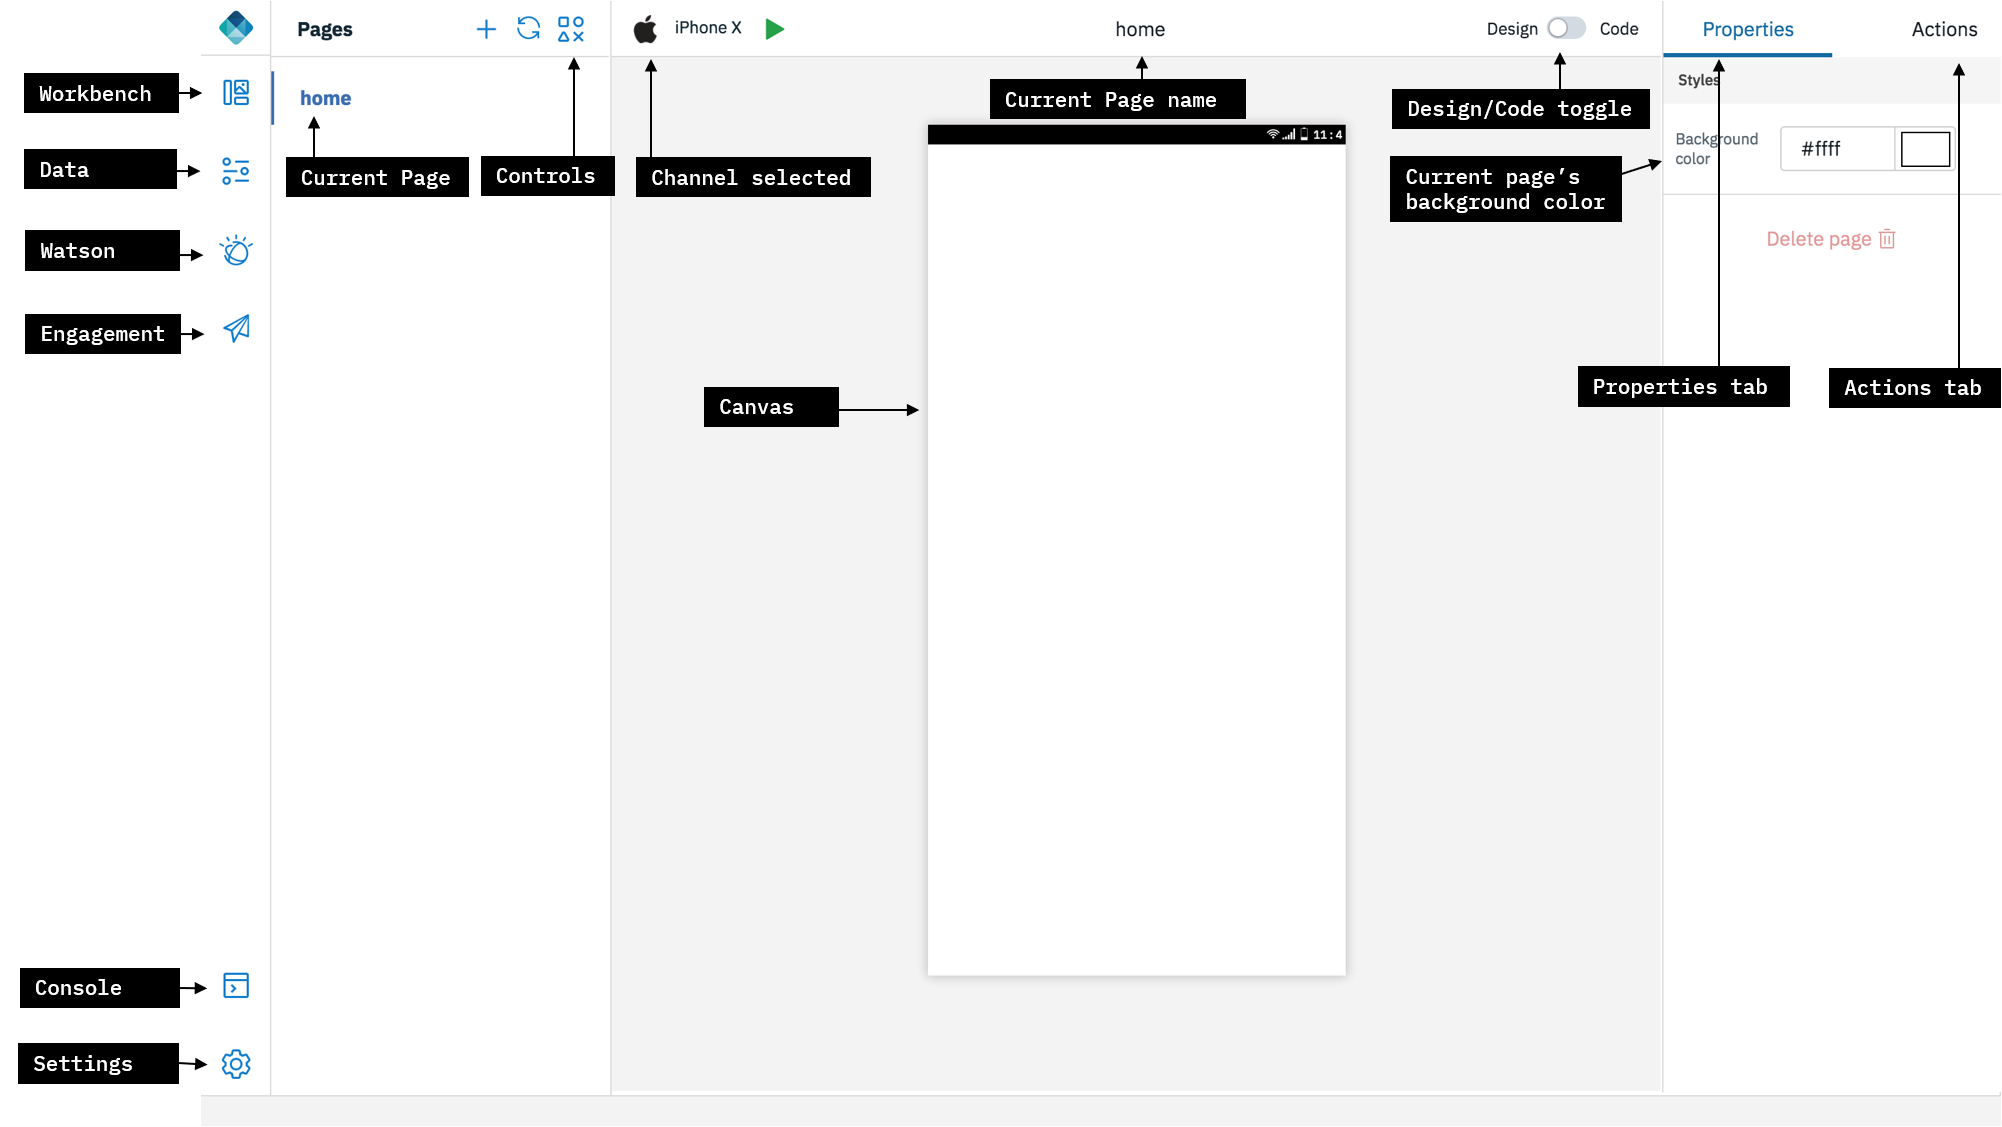 Pages
iPhone X
home
Design
Code
Properties
Actions
Workbench
home
Current Page name
Design/Code toggle
Styles
11:4
Background
color
#ffff
Data
Current Page
Controls
Channel selected
Current page’s
background color
Watson
Delete page
Engagement
Canvas
Properties tab
Actions tab
Console
Settings